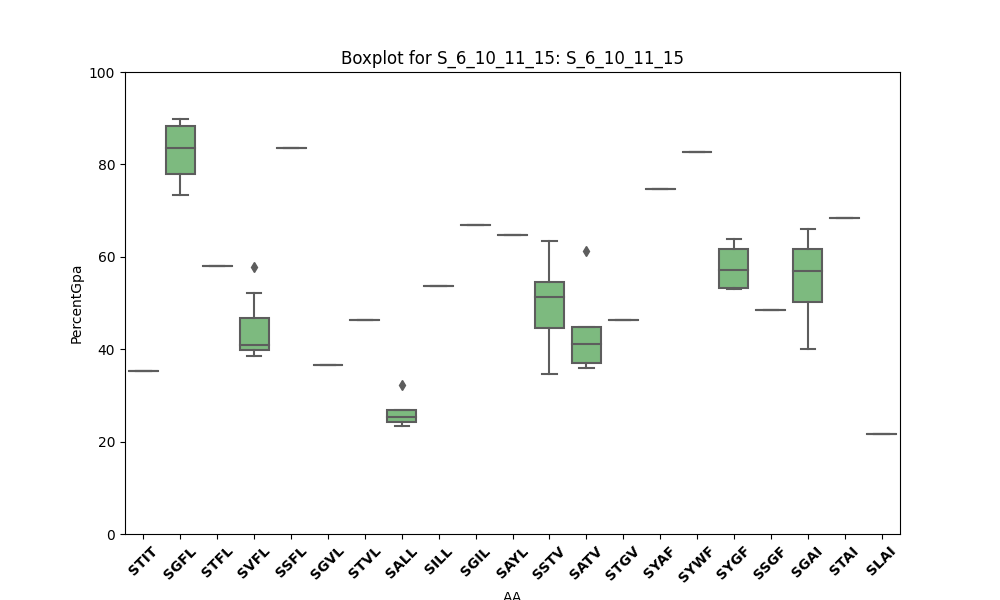 Boxplot for S_6_10_11_15: S_6_10_11_15
100
80
60
40
20
0
PercentGpa
STIT
SGFL
STFL
SVFL
SSFL
SGVL
STVL
SALL
SILL
SGIL
SAYL
SSTV
SATV
STGV
SYAF
SYWF
SYGF
SSGF
SGAI
STAI
SLAI
AA